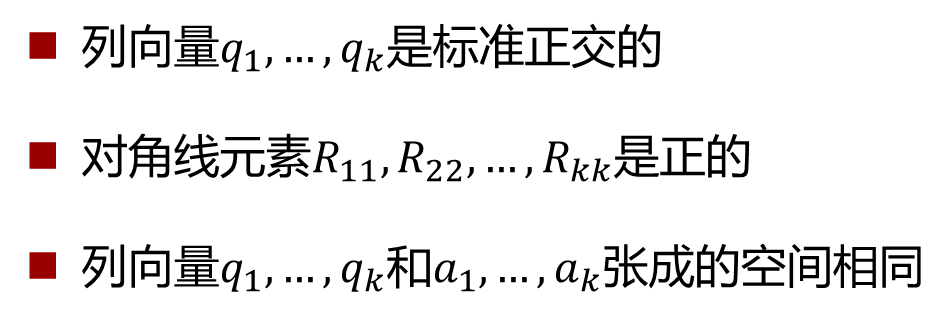 ■ 列向量q₁, … , qₖ是标准正交的
■ 对角线元素R₁₁, R₂₂, … , Rₖₖ是正的
■ 列向量q₁, … , qₖ和a₁, … , aₖ张成的空间相同